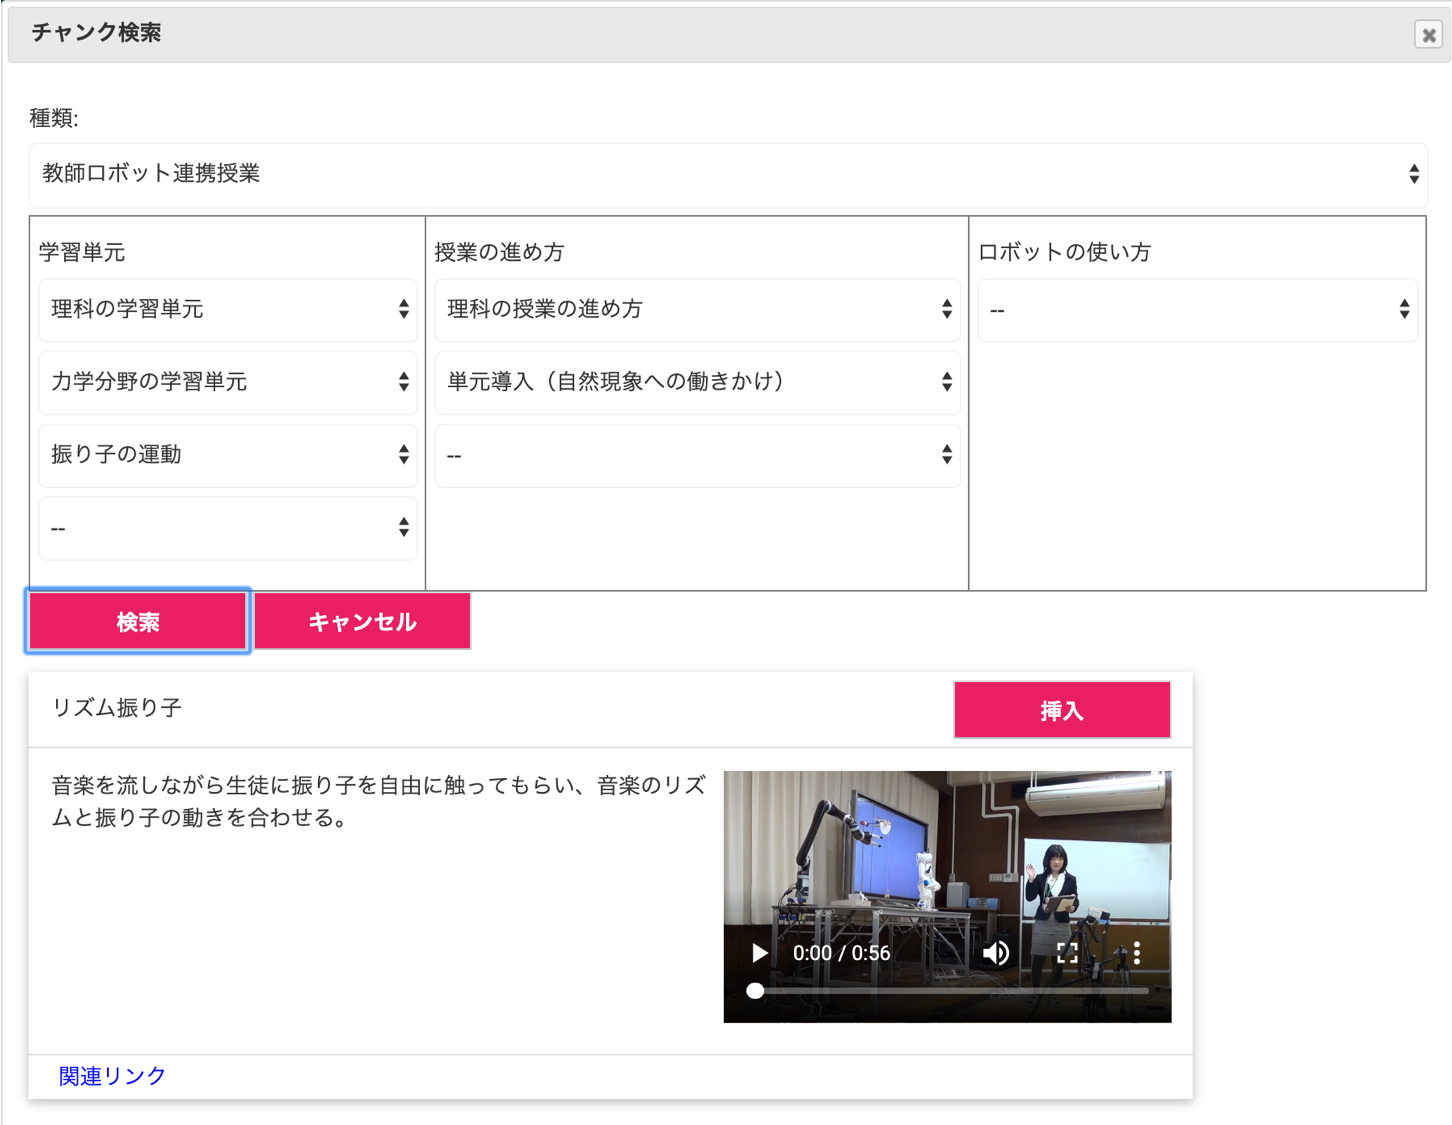 チャンク検索
種類:
教師ロボット連携授業
学習単元
理科の学習単元
力学分野の学習単元
振り子の運動
--
授業の進め方
理科の授業の進め方
単元導入（自然現象への働きかけ）
--
ロボットの使い方
--
検索
キャンセル
リズム振り子
挿入
音楽を流しながら生徒に振り子を自由に触ってもらい、音楽のリズ
ムと振り子の動きを合わせる。
0:00 / 0:56
関連リンク